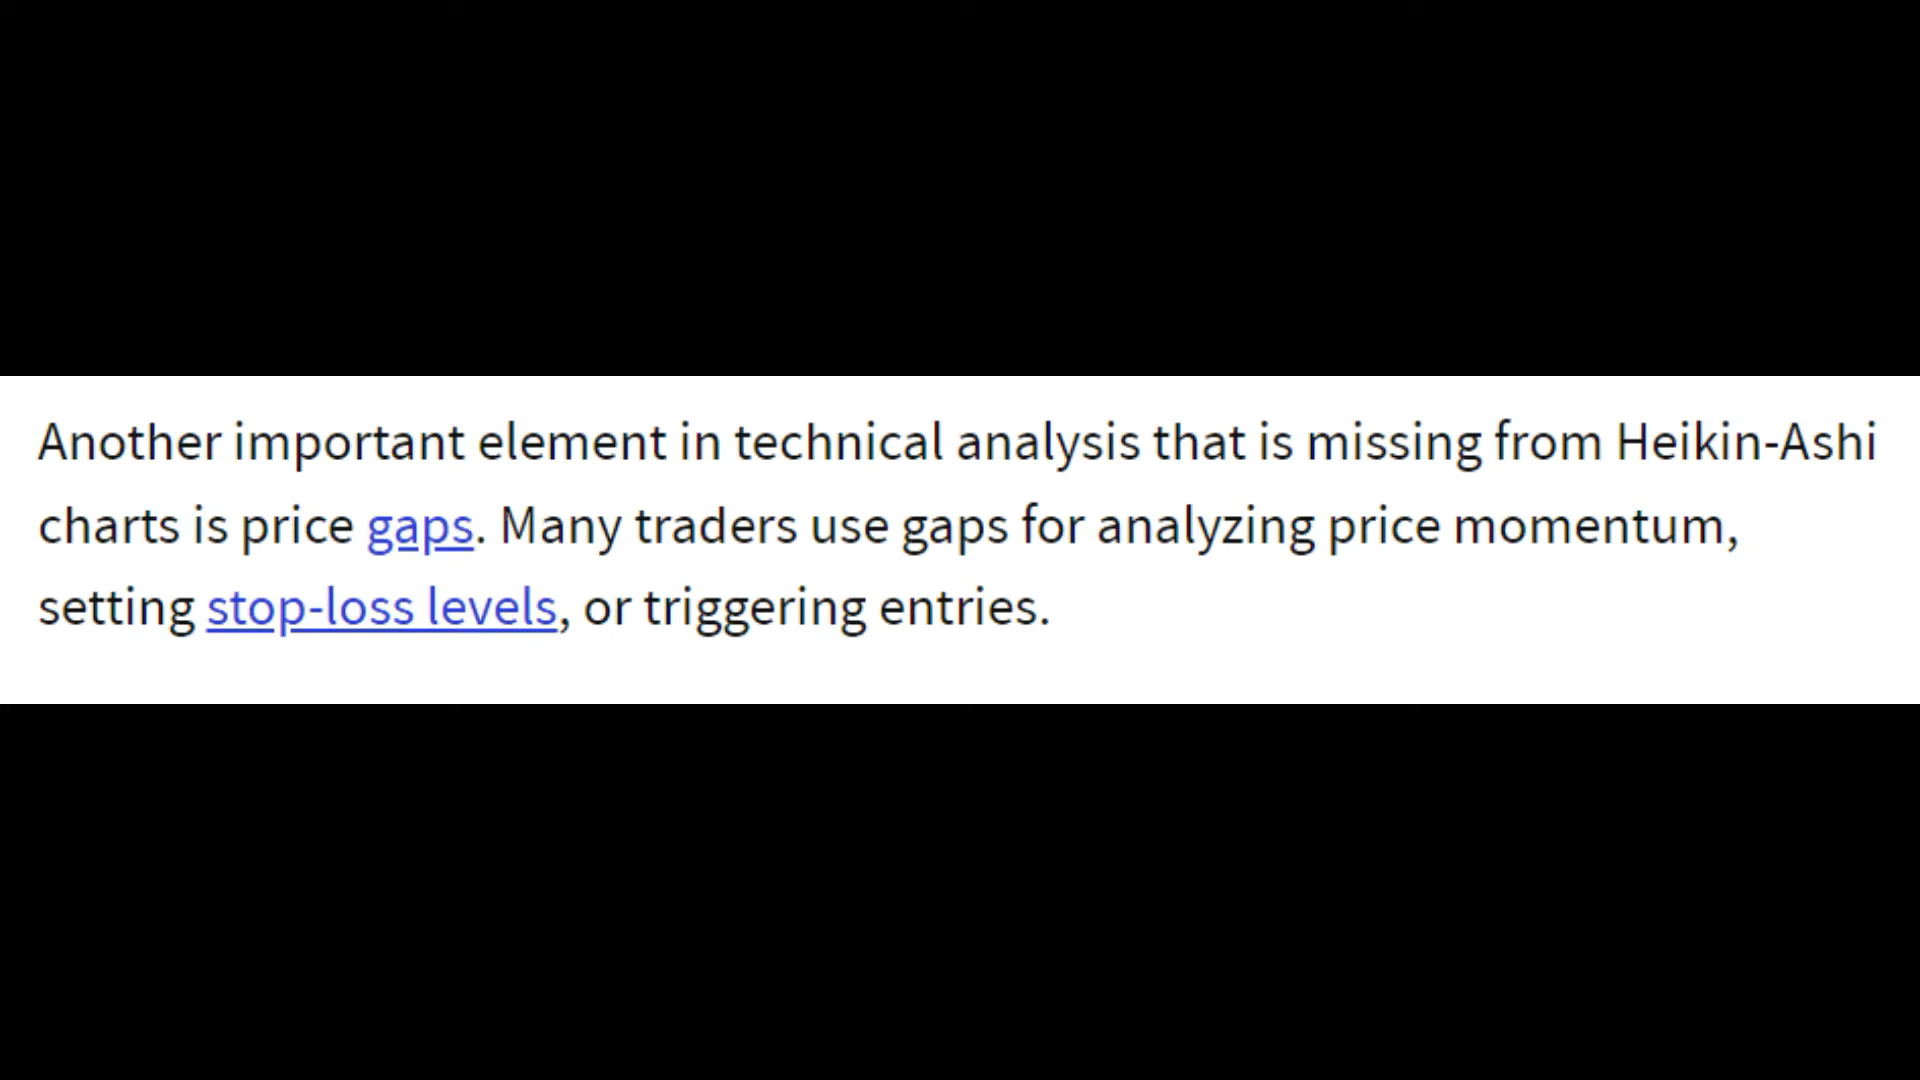 Another important element in technical analysis that is missing from Heikin-Ashi
charts is price gaps. Many traders use gaps for analyzing price momentum,
setting stop-loss levels, or triggering entries.